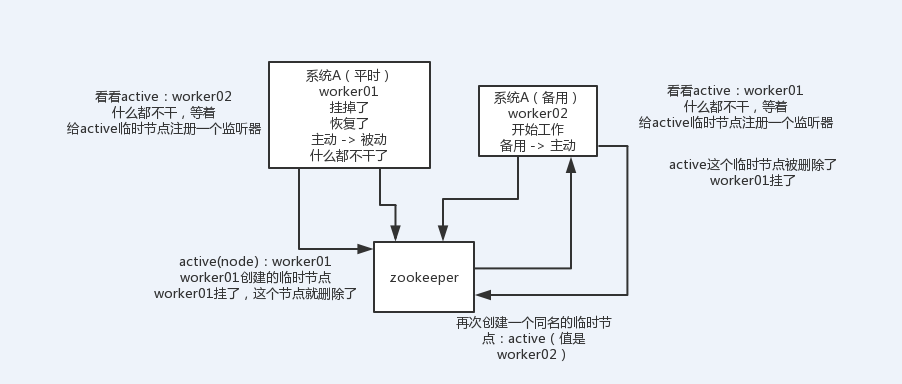 看看active：worker02
什么都不干，等着
给active临时节点注册一个监听器
系统A（平时）
worker01
挂掉了
恢复了
主动 -> 被动
什么都不干了
系统A（备用）
worker02
开始工作
备用 -> 主动
看看active：worker01
什么都不干，等着
给active临时节点注册一个监听器
active这个临时节点被删除了
worker01挂了
active(node)：worker01
worker01创建的临时节点
worker01挂了，这个节点就删除了
zookeeper
再次创建一个同名的临时节
点：active（值是
worker02）